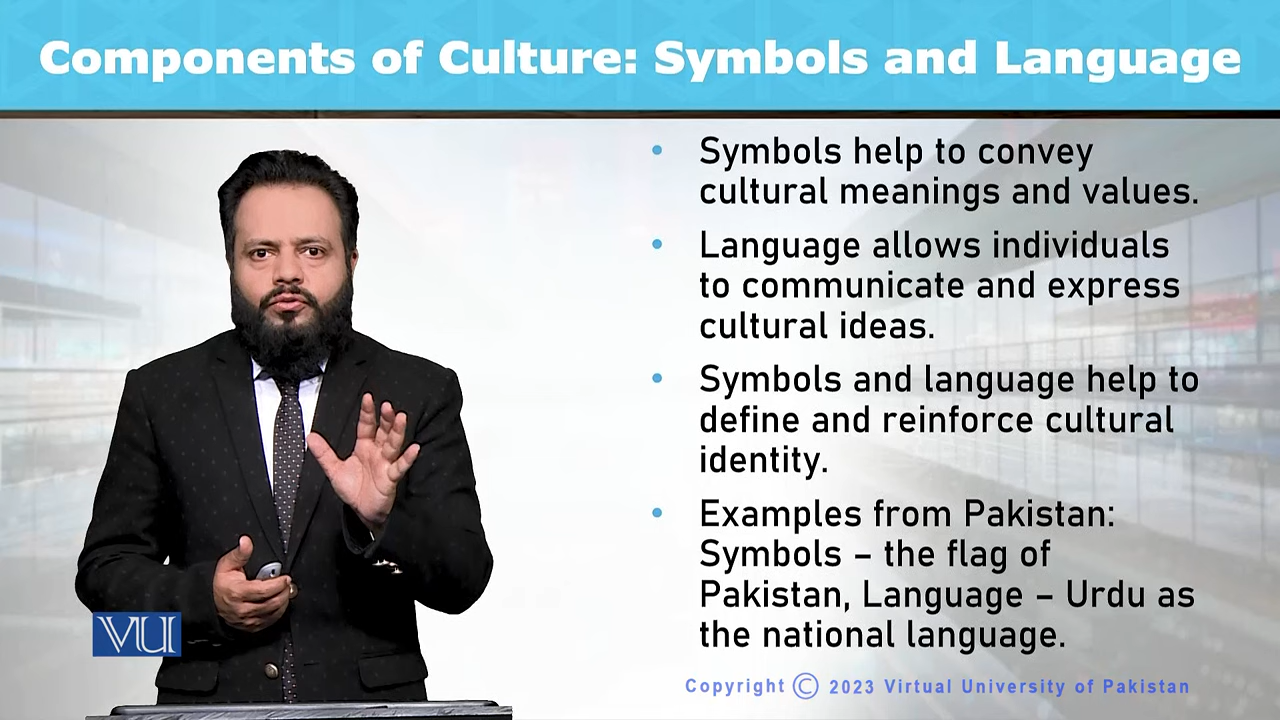 Components of Culture: Symbols and Language
• Symbols help to convey
cultural meanings and values.
• Language allows individuals
to communicate and express
cultural ideas.
• Symbols and language help to
define and reinforce cultural
identity.
• Examples from Pakistan:
Symbols – the flag of
Pakistan, Language – Urdu as
the national language.
VU
Copyright © 2023 Virtual University of Pakistan